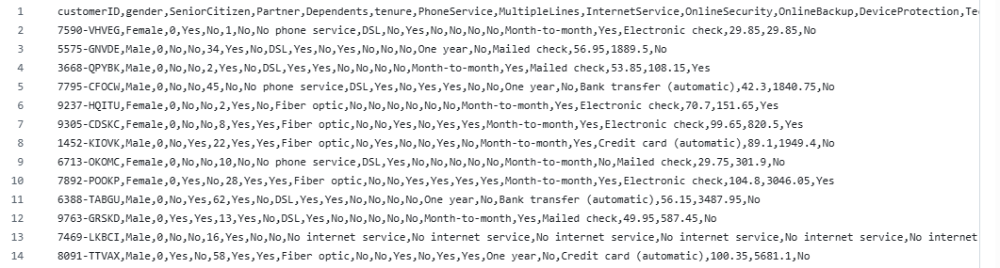 1 customerID,gender,SeniorCitizen,Partner,Dependents,tenure,PhoneService,MultipleLines,InternetService,OnlineSecurity,OnlineBackup,DeviceProtection,Te
2 7590-VHVEG,Female,0,Yes,No,1,No,No phone service,DSL,No,Yes,No,No,No,No,Month-to-month,Yes,Electronic check,29.85,29.85,No
3 5575-GNVDE,Male,0,No,No,34,Yes,No,DSL,Yes,No,Yes,No,No,No,One year,No,Mailed check,56.95,1889.5,No
4 3668-QPYBK,Male,0,No,No,2,Yes,No,DSL,Yes,Yes,No,No,No,No,Month-to-month,Yes,Mailed check,53.85,108.15,Yes
5 7795-CFOCW,Male,0,No,No,45,No,No phone service,DSL,Yes,No,Yes,Yes,No,No,One year,No,Bank transfer (automatic),42.3,1840.75,No
6 9237-HQITU,Female,0,No,No,2,Yes,No,Fiber optic,No,No,No,No,No,No,Month-to-month,Yes,Electronic check,70.7,151.65,Yes
7 9305-CDSKC,Female,0,No,No,8,Yes,Yes,Fiber optic,No,No,Yes,No,Yes,Yes,Month-to-month,Yes,Electronic check,99.65,820.5,Yes
8 1452-KIOVK,Male,0,No,Yes,22,Yes,Yes,Fiber optic,No,Yes,No,No,Yes,No,Month-to-month,Yes,Credit card (automatic),89.1,1949.4,No
9 6713-OKOMC,Female,0,No,No,10,No,No phone service,DSL,Yes,No,No,No,No,No,Month-to-month,No,Mailed check,29.75,301.9,No
10 7892-POOKP,Female,0,Yes,No,28,Yes,Yes,Fiber optic,No,No,Yes,Yes,Yes,Yes,Month-to-month,Yes,Electronic check,104.8,3046.05,Yes
11 6388-TABGU,Male,0,No,Yes,62,Yes,No,DSL,Yes,Yes,No,No,No,No,One year,No,Bank transfer (automatic),56.15,3487.95,No
12 9763-GRSKD,Male,0,Yes,Yes,13,Yes,No,DSL,Yes,No,No,No,No,No,Month-to-month,Yes,Mailed check,49.95,587.45,No
13 7469-LKBCI,Male,0,No,No,16,Yes,No,No,No internet service,No internet service,No internet service,No internet service,No internet service,No internet
14 8091-TTVAX,Male,0,Yes,No,58,Yes,Yes,Fiber optic,No,No,Yes,No,Yes,Yes,One year,No,Credit card (automatic),100.35,5681.1,No